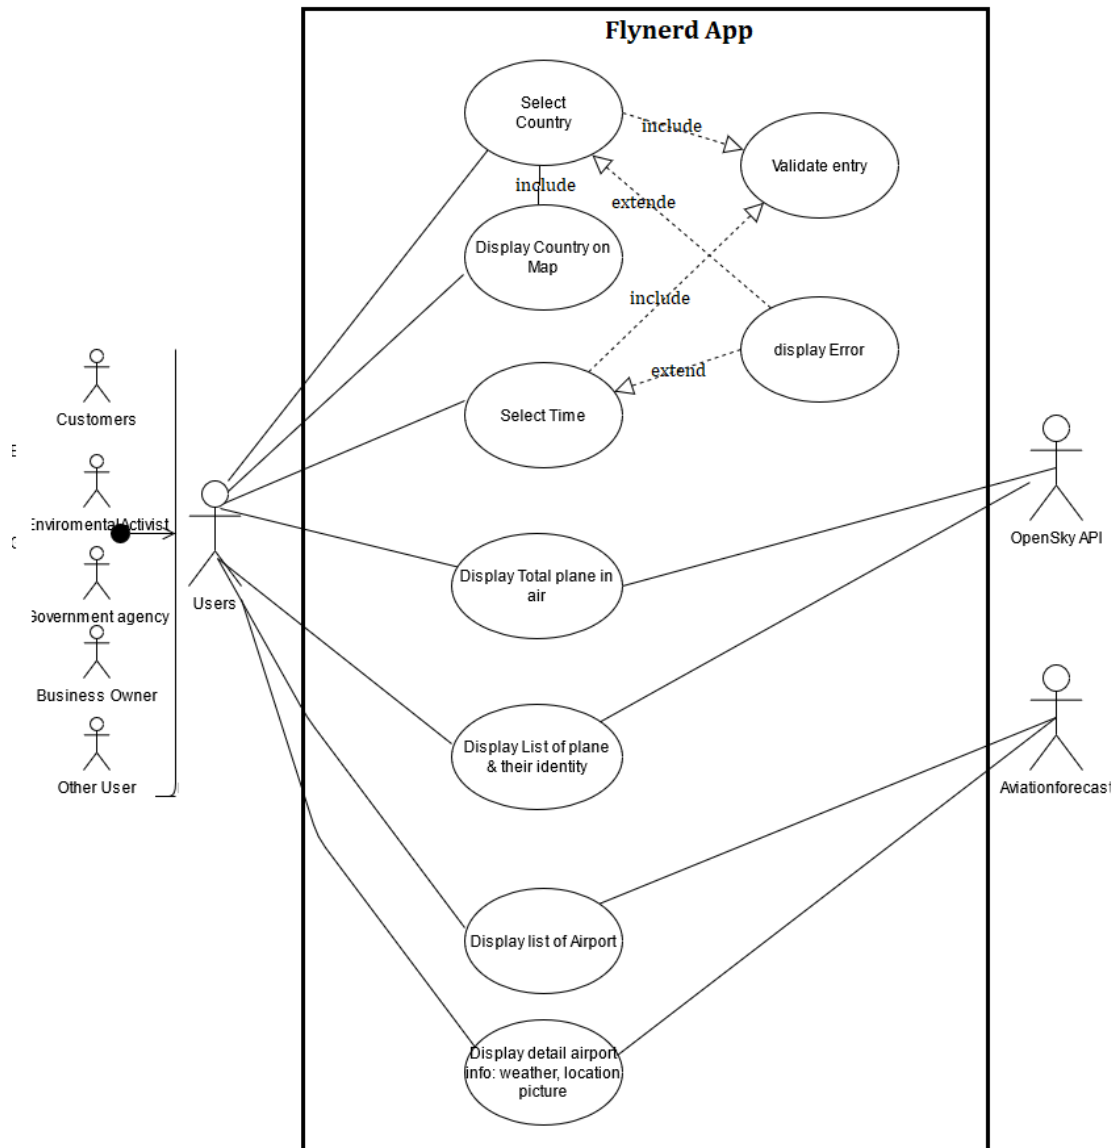 Flynerd App
Select
Country
include
Validate entry
include
extende
Display Country on
Map
include
display Error
extend
Select Time
Customers
E
EnviromentalActivist
C
Government agency
Business Owner
Other User
Users
OpenSky API
Display Total plane in
air
Aviationforecast
Display List of plane
& their identity
Display list of Airport
Display detail airport
info: weather, location,
picture